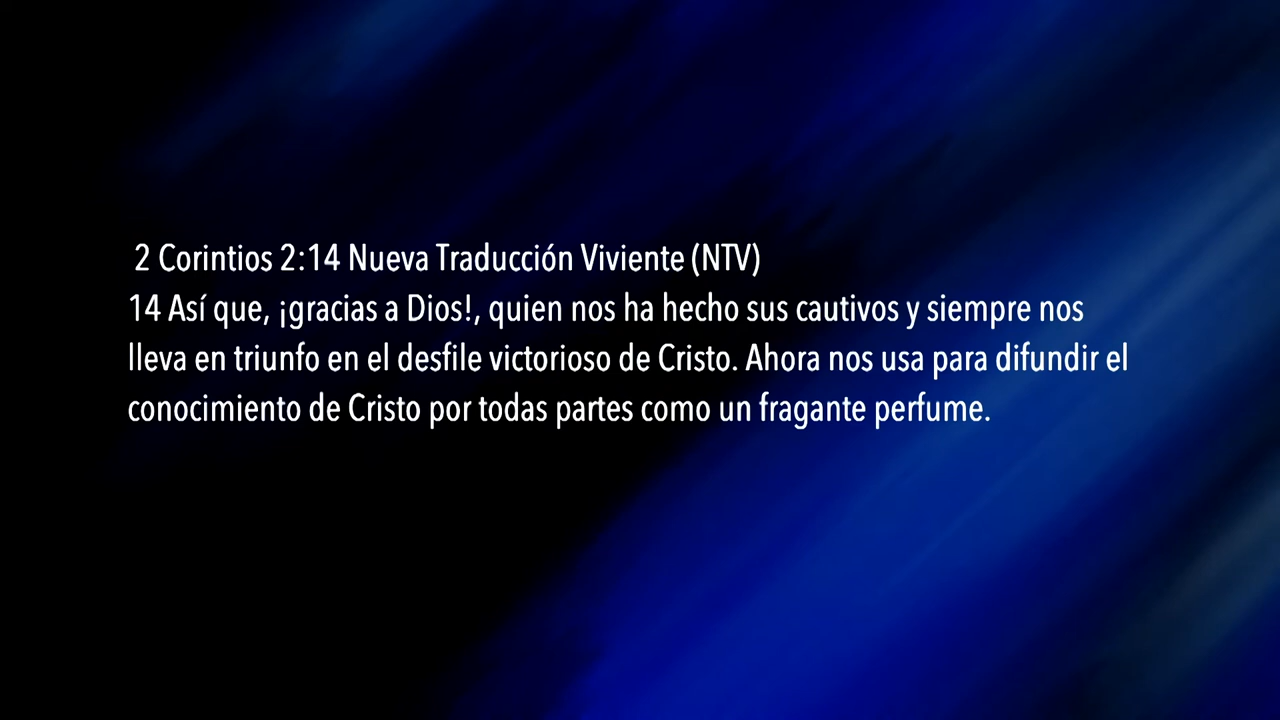 2 Corintios 2:14 Nueva Traducción Viviente (NTV)
14 Así que, ¡gracias a Dios!, quien nos ha hecho sus cautivos y siempre nos
lleva en triunfo en el desfile victorioso de Cristo. Ahora nos usa para difundir el
conocimiento de Cristo por todas partes como un fragante perfume.